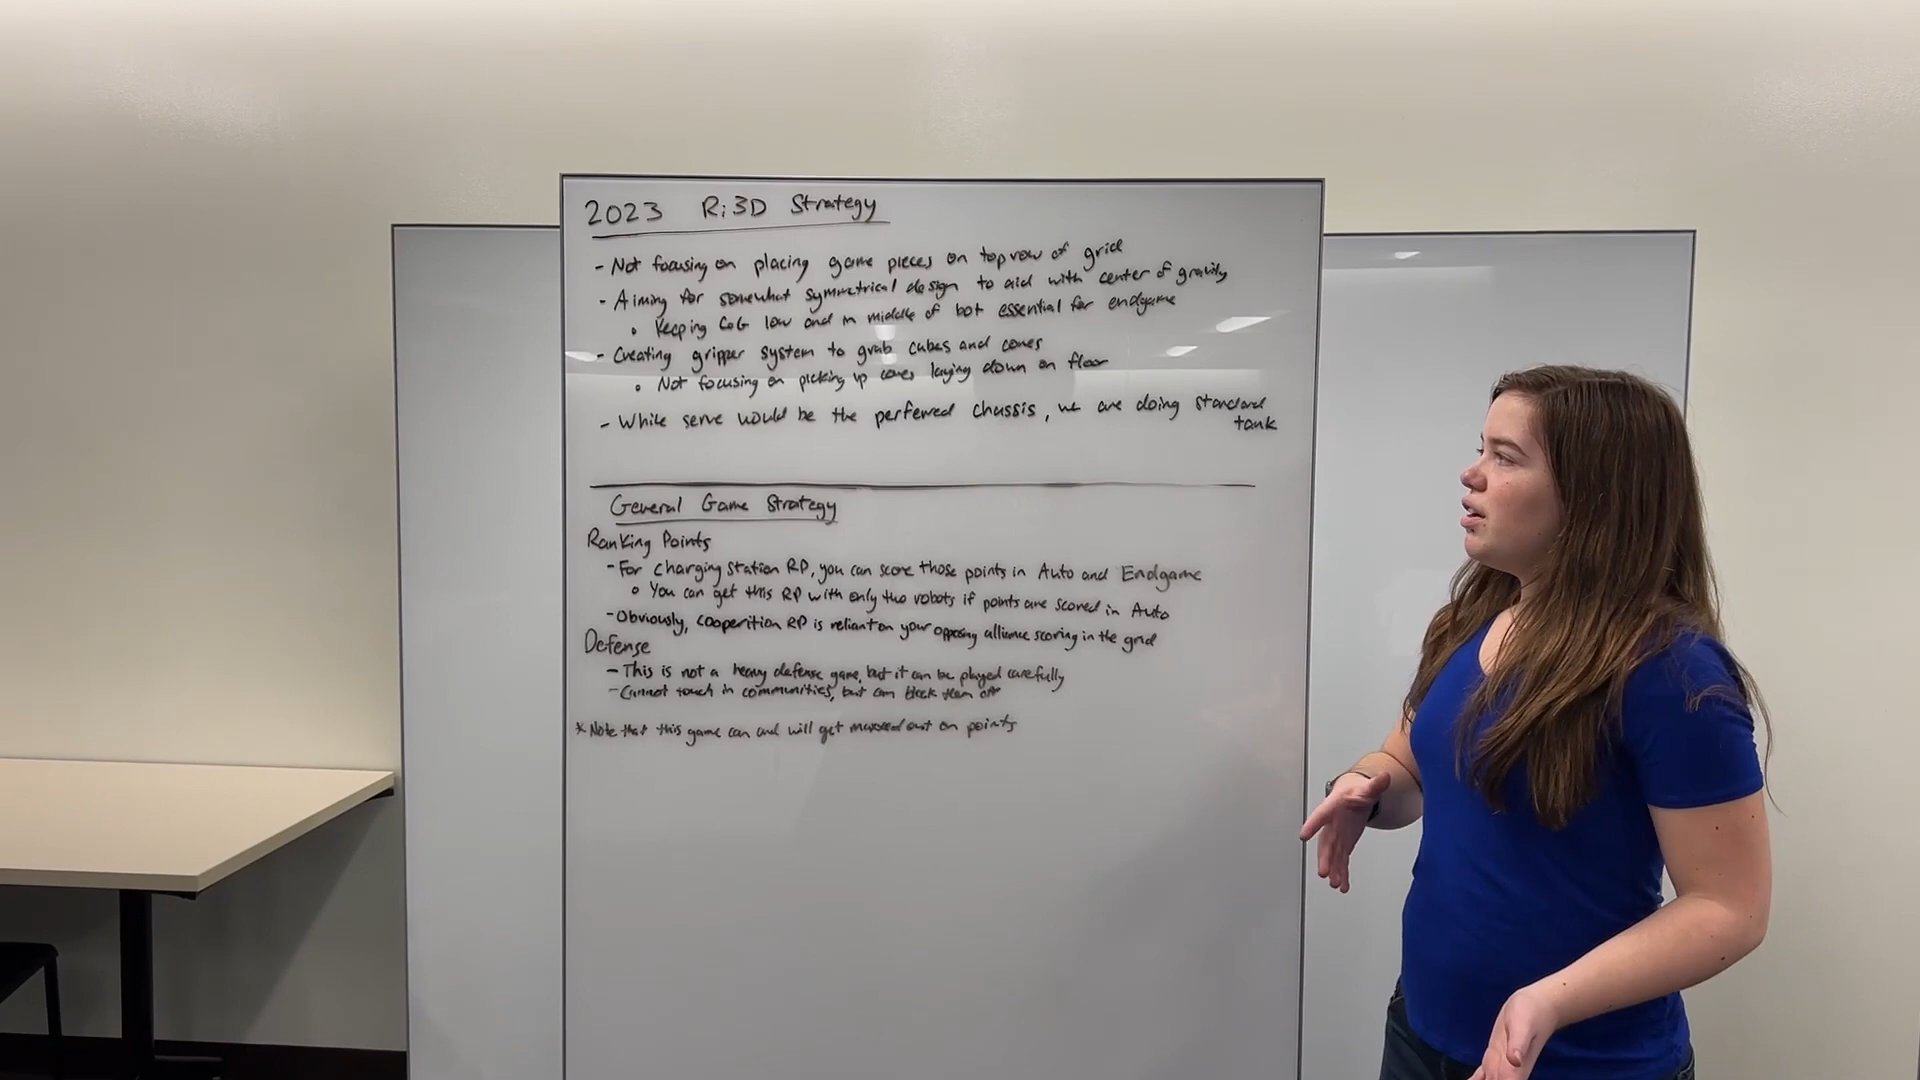 2023 Ri3D Strategy
- Not focusing on placing game pieces on top row of grid
- Aiming for somewhat symmetrical design to aid with center of gravity
• Keeping CoG low and in middle of bot essential for endgame
- Creating gripper system to grab cubes and cones
• Not focusing on picking up cones laying down on floor
- While serve would be the perferred chassis, we are doing standard
tank
General Game Strategy
Ranking Points
- For Charging Station RP, you can score those points in Auto and Endgame
• You can get this RP with only two robots if points are scored in Auto
- Obviously, cooperition RP is reliant on your opposing alliance scoring in the grid
Defense
- This is not a heavy defense game, but it can be played carefully
- Cannot touch in communities, but can block them off
* Note that this game can and will get maxed out on points